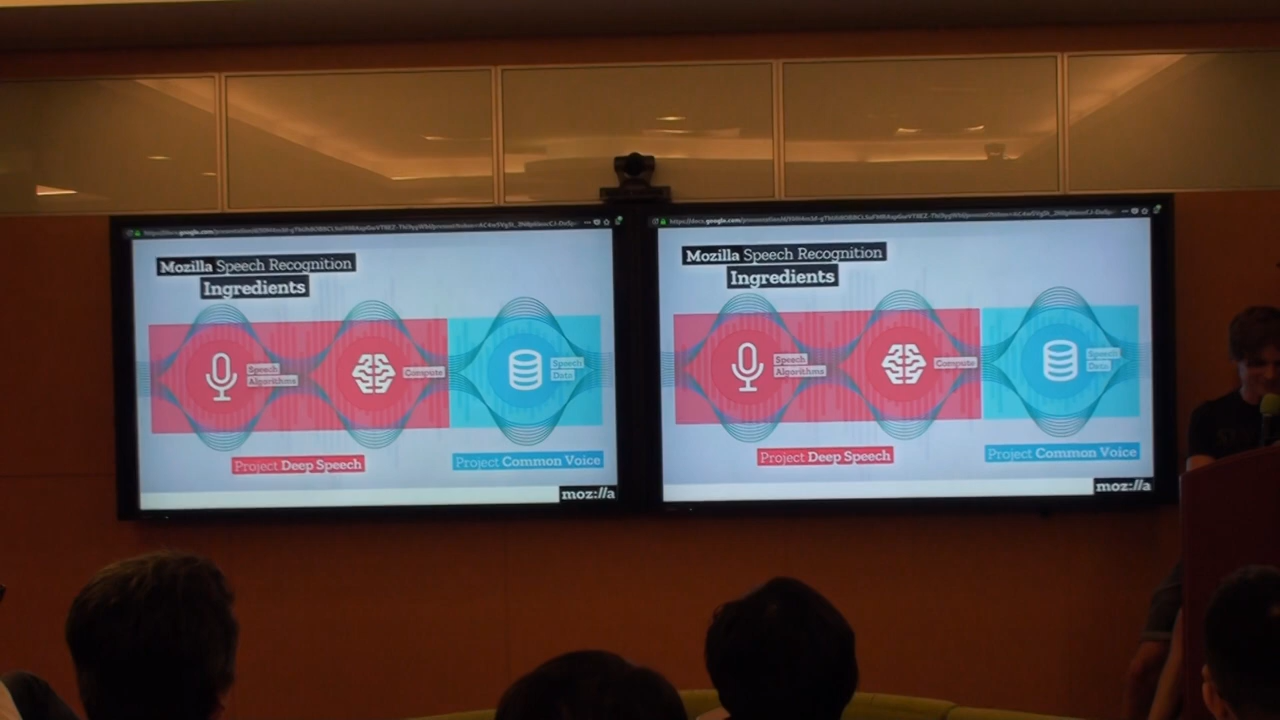 Mozilla Speech Recognition
Ingredients
Speech
Algorithms
Compute
Speech
Data
Project Deep Speech
Project Common Voice
moz://a
Mozilla Speech Recognition
Ingredients
Speech
Algorithms
Compute
Speech
Data
Project Deep Speech
Project Common Voice
moz://a